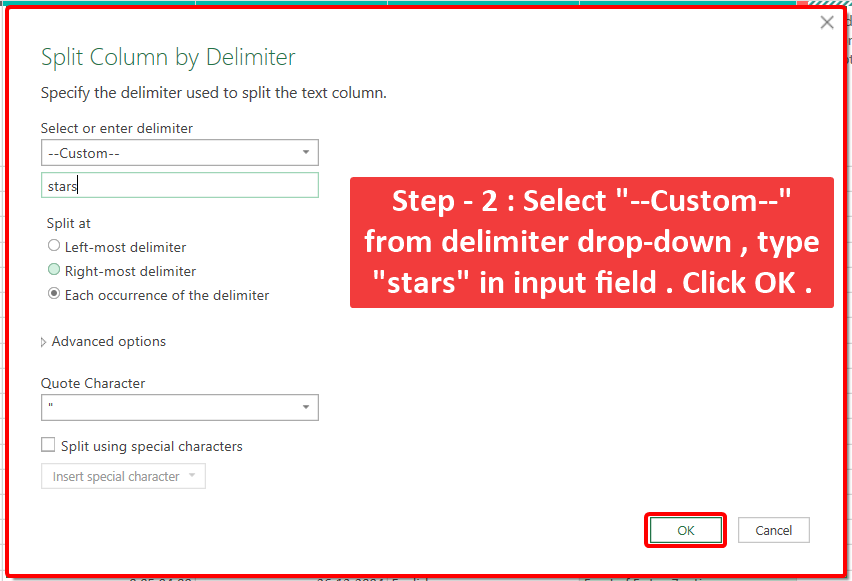 Split Column by Delimiter
Specify the delimiter used to split the text column.
Select or enter delimiter
--Custom--
stars
Step - 2 : Select "--Custom--"
from delimiter drop-down , type
"stars" in input field . Click OK .
Split at
Left-most delimiter
Right-most delimiter
Each occurrence of the delimiter
Advanced options
Quote Character
"
Split using special characters
Insert special character
OK
Cancel